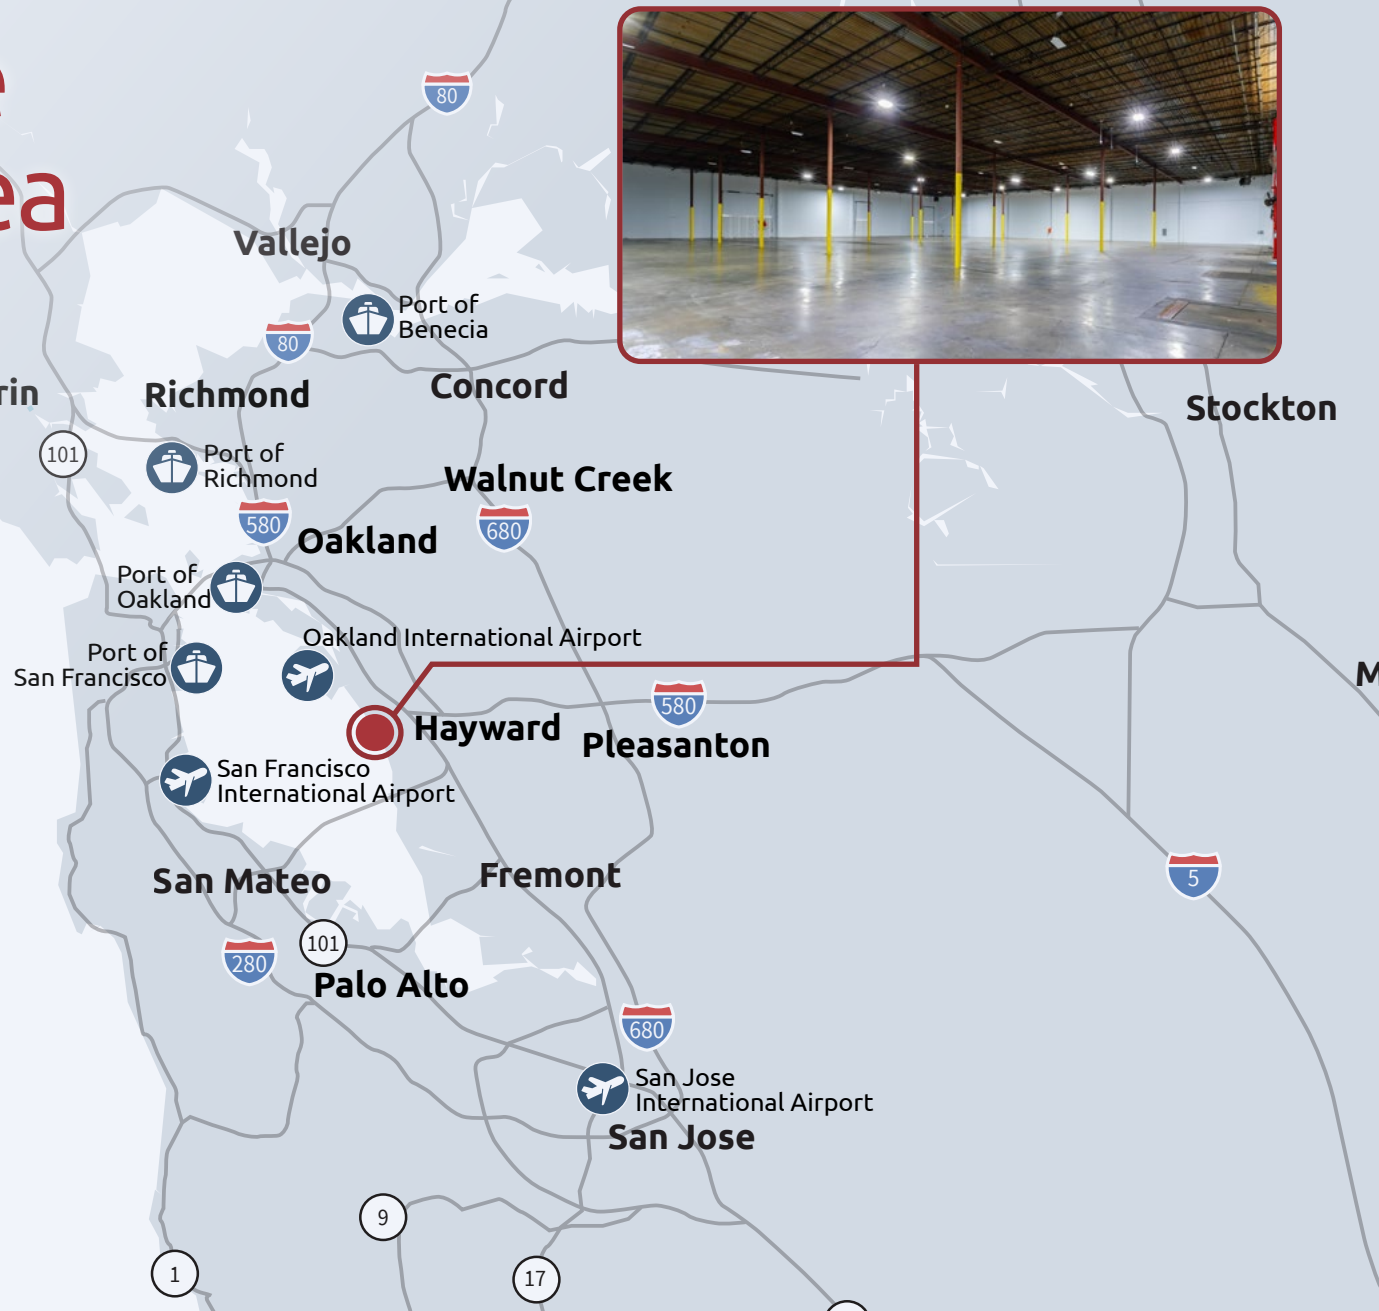 ea
80
Vallejo
Port of
Benecia
80
Richmond
Concord
rin
Stockton
101
Port of
Richmond
Walnut Creek
580
680
Oakland
Port of
Oakland
Oakland International Airport
Port of
San Francisco
580
Hayward
Pleasanton
San Francisco
International Airport
San Mateo
Fremont
5
101
280
Palo Alto
680
San Jose
International Airport
San Jose
9
1
17